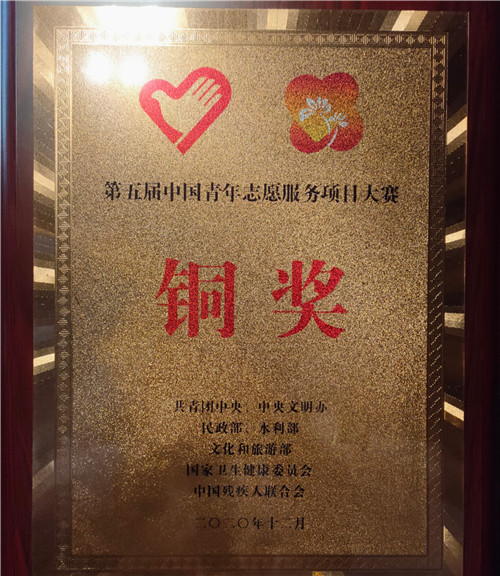 第五届中国青年志愿服务项目大赛
铜奖
共青团中央、中央文明办
民政部、水利部
文化和旅游部
国家卫生健康委员会
中国残疾人联合会
二〇二〇年十二月